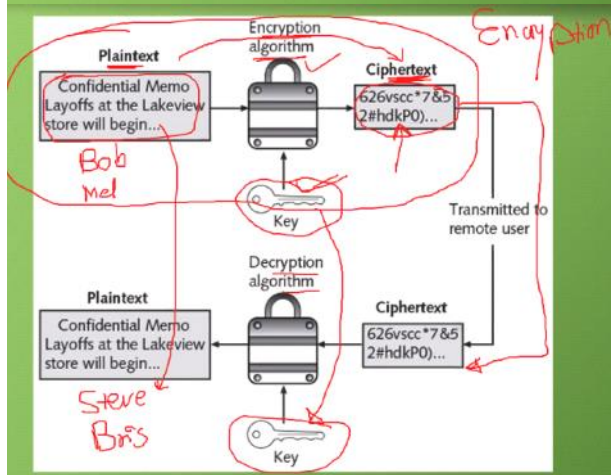 Encryption
algorithm
Encryption
Plaintext
Ciphertext
Confidential Memo
Layoffs at the Lakeview
store will begin...
626vscc*7&5
2#hdkP0)...
Bob
Mel
Key
Transmitted to
remote user
Decryption
algorithm
Plaintext
Ciphertext
Confidential Memo
Layoffs at the Lakeview
store will begin...
626vscc*7&5
2#hdkP0)...
Steve
Bris
Key